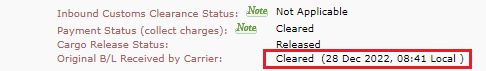 Inbound Customs Clearance Status: Note Not Applicable
Payment Status (collect charges): Note Cleared
Cargo Release Status: Released
Original B/L Received by Carrier: Cleared (28 Dec 2022, 08:41 Local )